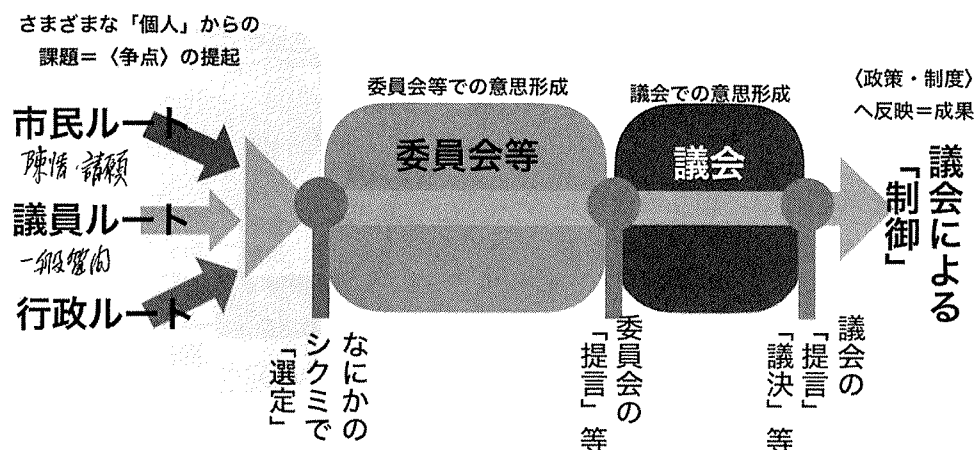 さまざまな「個人」からの
課題=〈争点〉の提起
市民ルート
陳情・請願
議員ルート
一般質問
行政ルート
委員会等での意思形成
委員会等
議会での意思形成
議会
〈政策・制度〉
へ反映=成果
議会による
「制御」
なにかの
シクミで
「選定」
委員会の
「提言」等
議会の
「提言」
「議決」等